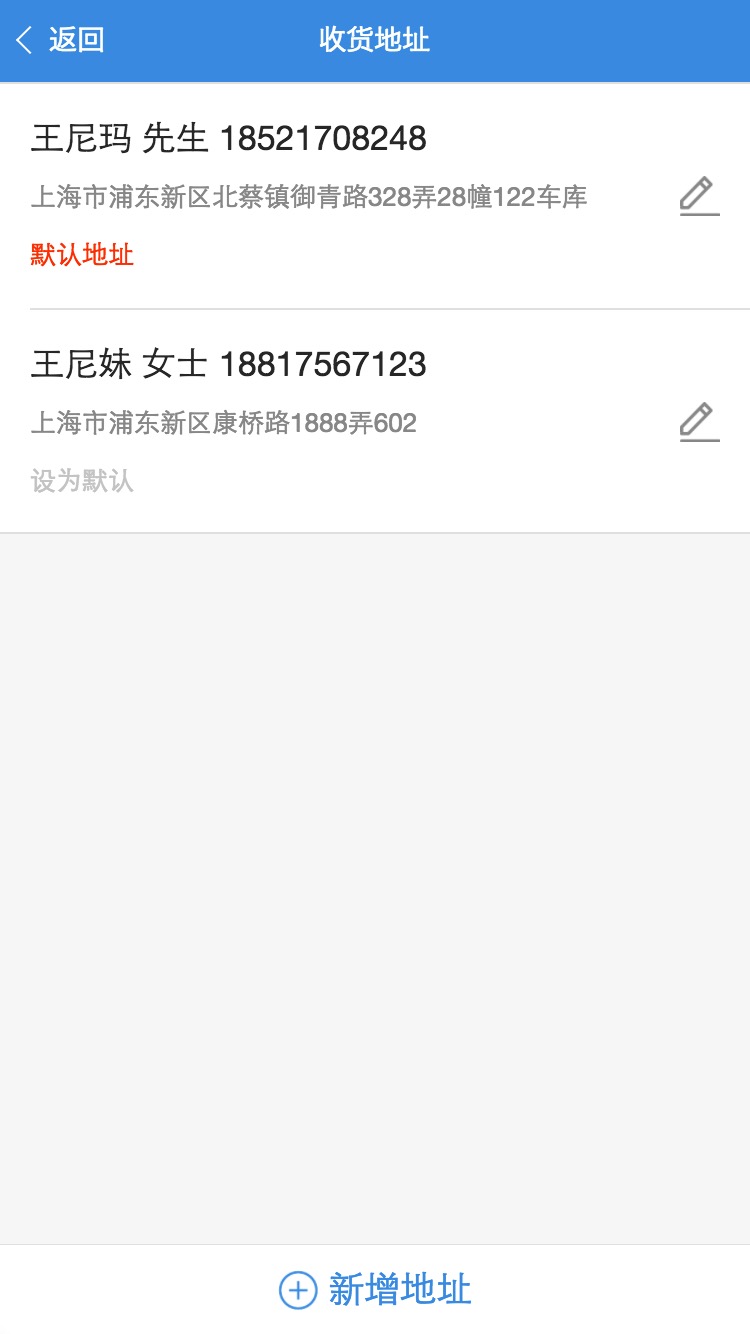 返回
收货地址
王尼玛 先生 18521708248
上海市浦东新区北蔡镇御青路328弄28幢122车库
默认地址
王尼妹 女士 18817567123
上海市浦东新区康桥路1888弄602
设为默认
新增地址